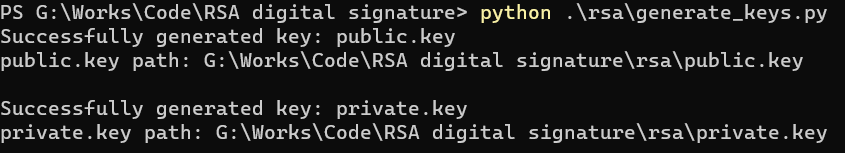 PS G:\Works\Code\RSA digital signature> python .\rsa\generate_keys.py
Successfully generated key: public.key
public.key path: G:\Works\Code\RSA digital signature\rsa\public.key
Successfully generated key: private.key
private.key path: G:\Works\Code\RSA digital signature\rsa\private.key